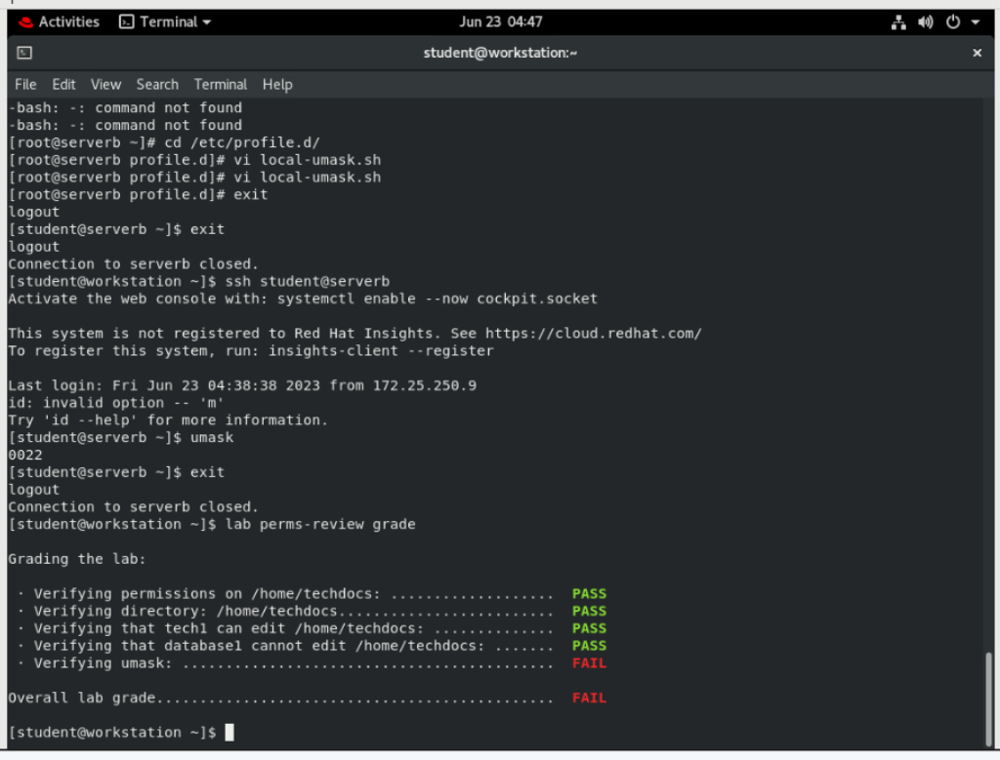 Activities Terminal Jun 23 04:47
student@workstation:~ ×
File Edit View Search Terminal Help
-bash: -: command not found
-bash: -: command not found
[root@serverb ~]# cd /etc/profile.d/
[root@serverb profile.d]# vi local-umask.sh
[root@serverb profile.d]# vi local-umask.sh
[root@serverb profile.d]# exit
logout
[student@serverb ~]$ exit
logout
Connection to serverb closed.
[student@workstation ~]$ ssh student@serverb
Activate the web console with: systemctl enable --now cockpit.socket
This system is not registered to Red Hat Insights. See https://cloud.redhat.com/
To register this system, run: insights-client --register
Last login: Fri Jun 23 04:38:38 2023 from 172.25.250.9
id: invalid option -- 'm'
Try 'id --help' for more information.
[student@serverb ~]$ umask
0022
[student@serverb ~]$ exit
logout
Connection to serverb closed.
[student@workstation ~]$ lab perms-review grade
Grading the lab:
· Verifying permissions on /home/techdocs: ................... PASS
· Verifying directory: /home/techdocs......................... PASS
· Verifying that tech1 can edit /home/techdocs: .............. PASS
· Verifying that database1 cannot edit /home/techdocs: ....... PASS
· Verifying umask: ........................................... FAIL
Overall lab grade.............................................. FAIL
[student@workstation ~]$